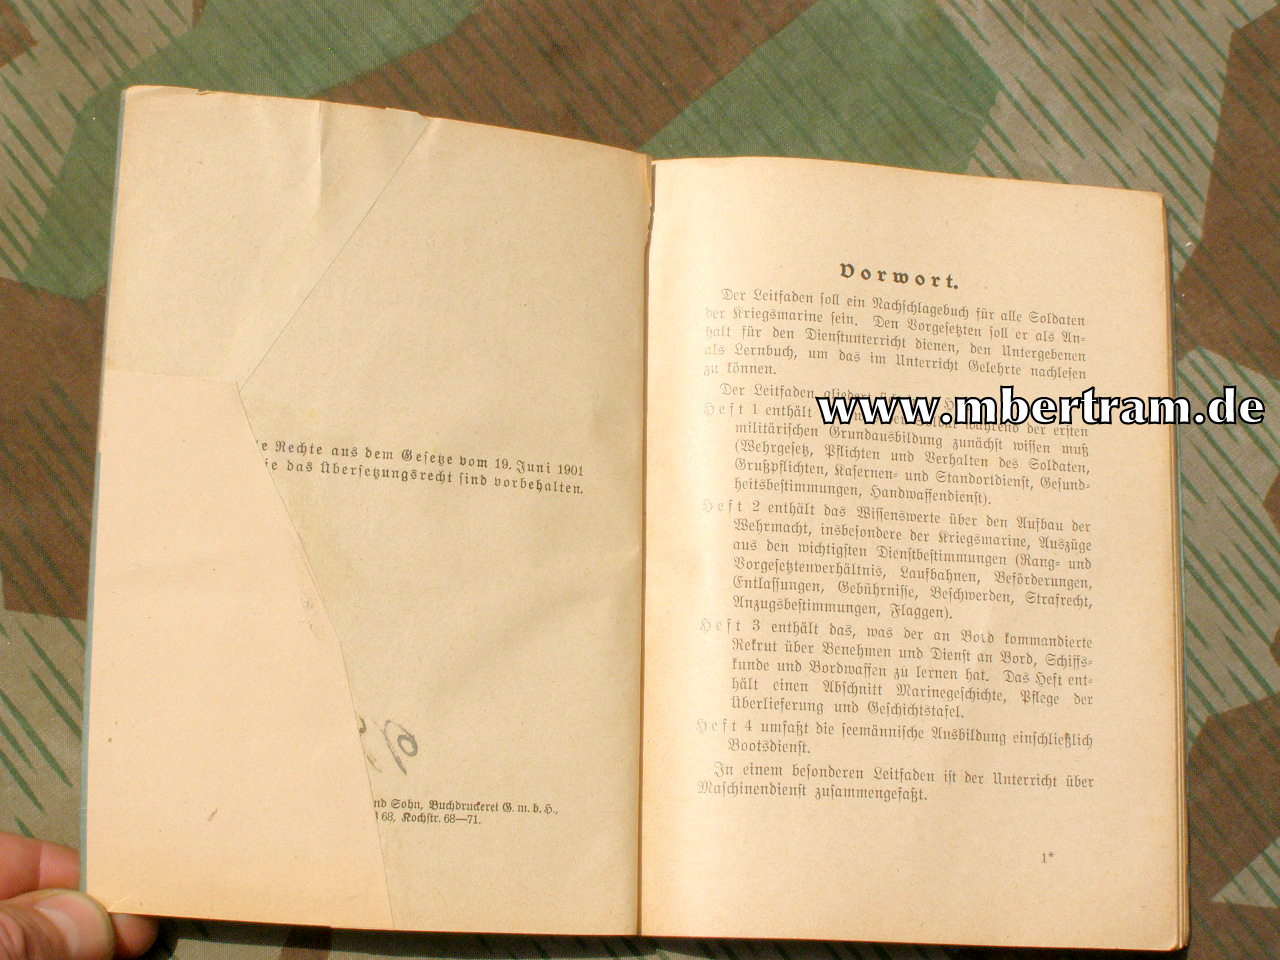 e Rechte aus dem Gesetze vom 19. Juni 1901
ie das Übersetzungsrecht sind vorbehalten.
nd Sohn, Buchdruckerei G. m. b. H.,
68, Kochstr. 68—71.
Vorwort.
Der Leitfaden soll ein Nachschlagebuch für alle Soldaten
der Kriegsmarine sein. Den Vorgesetzten soll er als An-
halt für den Dienstunterricht dienen, den Untergebenen
als Lernbuch, um das im Unterricht Gelehrte nachlesen
zu können.
Der Leitfaden gliedert
www.mbertram.de
Heft 1 enthält während der ersten
militärischen Grundausbildung zunächst wissen muß
(Wehrgesetz, Pflichten und Verhalten des Soldaten,
Grußpflichten, Kasernen- und Standortdienst, Gesund-
heitsbestimmungen, Handwaffendienst).
Heft 2 enthält das Wissenswerte über den Aufbau der
Wehrmacht, insbesondere der Kriegsmarine, Auszüge
aus den wichtigsten Dienstbestimmungen (Rang- und
Vorgesetztenverhältnis, Laufbahnen, Beförderungen,
Entlassungen, Gebührnisse, Beschwerden, Strafrecht,
Anzugsbestimmungen, Flaggen).
Heft 3 enthält das, was der an Bord kommandierte
Rekrut über Benehmen und Dienst an Bord, Schiffs-
kunde und Bordwaffen zu lernen hat. Das Heft ent-
hält einen Abschnitt Marinegeschichte, Pflege der
Überlieferung und Geschichtstafel.
Heft 4 umfaßt die seemännische Ausbildung einschließlich
Bootsdienst.
In einem besonderen Leitfaden ist der Unterricht über
Maschinendienst zusammengefaßt.
1*